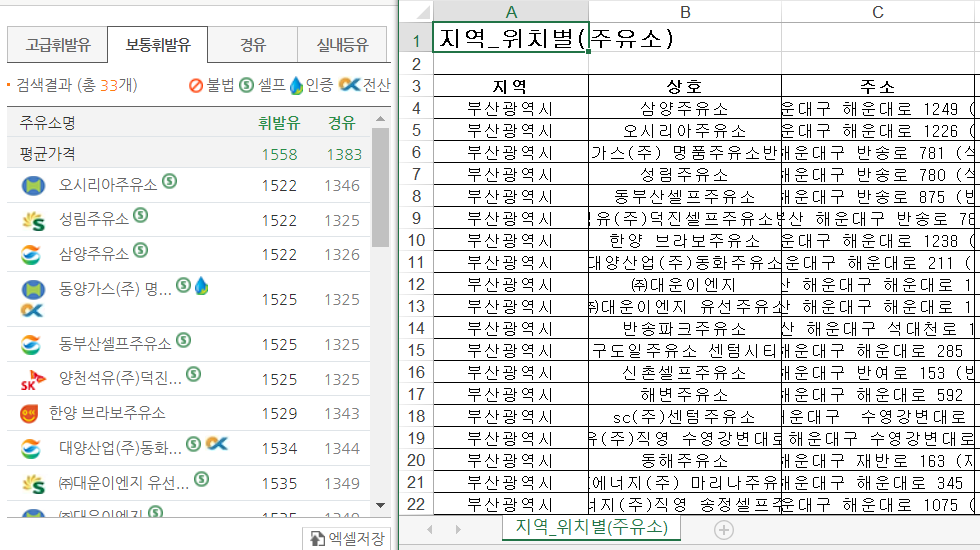 고급휘발유 보통휘발유 경유 실내등유
검색결과 (총 33개) 불법 셀프 인증 전산
주유소명 휘발유 경유
평균가격 1558 1383
오시리아주유소 1522 1346
성림주유소 1522 1325
삼양주유소 1522 1326
동양가스(주) 명... 1525 1325
동부산셀프주유소 1525 1325
SK 양천석유(주)덕진... 1525 1325
한양 브라보주유소 1529 1343
대양산업(주)동화... 1534 1344
㈜대운이엔지 유선... 1535 1349
㈜대운이엔지
엑셀저장
A B C
1 지역_위치별(주유소)
2
3 지역 상호 주소
4 부산광역시 삼양주유소 운대구 해운대로 1249 (
5 부산광역시 오시리아주유소 운대구 해운대로 1226 (
6 부산광역시 가스(주) 명품주유소반 해운대구 반송로 781 (석
7 부산광역시 성림주유소 해운대구 반송로 780 (석
8 부산광역시 동부산셀프주유소 해운대구 반송로 875 (반
9 부산광역시 유(주)덕진셀프주유소 산 해운대구 반송로 78
10 부산광역시 한양 브라보주유소 운대구 해운대로 1238 (
11 부산광역시 대양산업(주)동화주유소 운대구 해운대로 211 (
12 부산광역시 ㈜대운이엔지 산 해운대구 해운대로 1
13 부산광역시 ㈜대운이엔지 유선주유소 산 해운대구 해운대로 1
14 부산광역시 반송파크주유소 산 해운대구 석대천로 1
15 부산광역시 구도일주유소 센텀시티 운대구 해운대로 285
16 부산광역시 신촌셀프주유소 해운대구 반여로 153 (반
17 부산광역시 해변주유소 해운대구 해운대로 592
18 부산광역시 sc(주)센텀주유소 운대구 수영강변대로
19 부산광역시 유(주)직영 수영강변대로 해운대구 수영강변대로
20 부산광역시 동해주유소 해운대구 재반로 163 (재
21 부산광역시 에너지(주) 마리나주유 해운대구 해운대로 345
22 부산광역시 너지(주)직영 송정셀프주 운대구 해운대로 1075 (
지역_위치별(주유소)